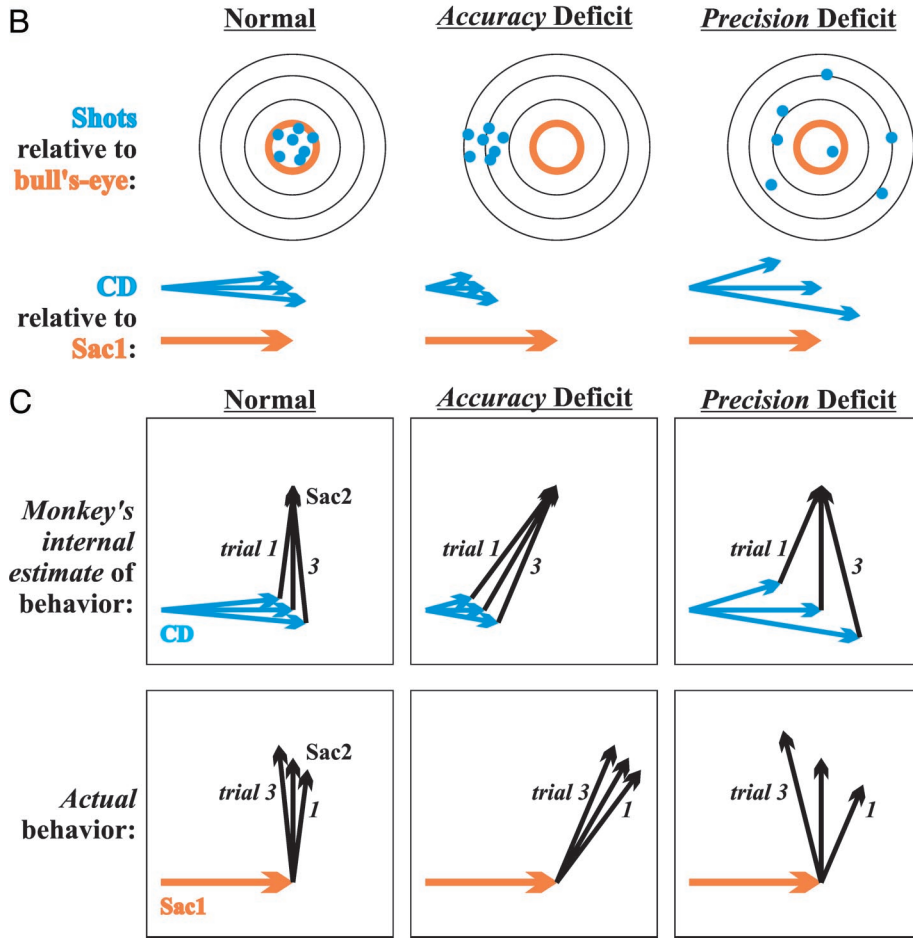 B
Normal
Accuracy Deficit
Precision Deficit
Shots
relative to
bull's-eye:
CD
relative to
Sac1:
C
Normal
Accuracy Deficit
Precision Deficit
Monkey's
internal
estimate of
behavior:
Sac2
trial 1
3
CD
trial 1
3
trial 1
3
Actual
behavior:
Sac2
trial 3
1
Sac1
trial 3
1
trial 3
1